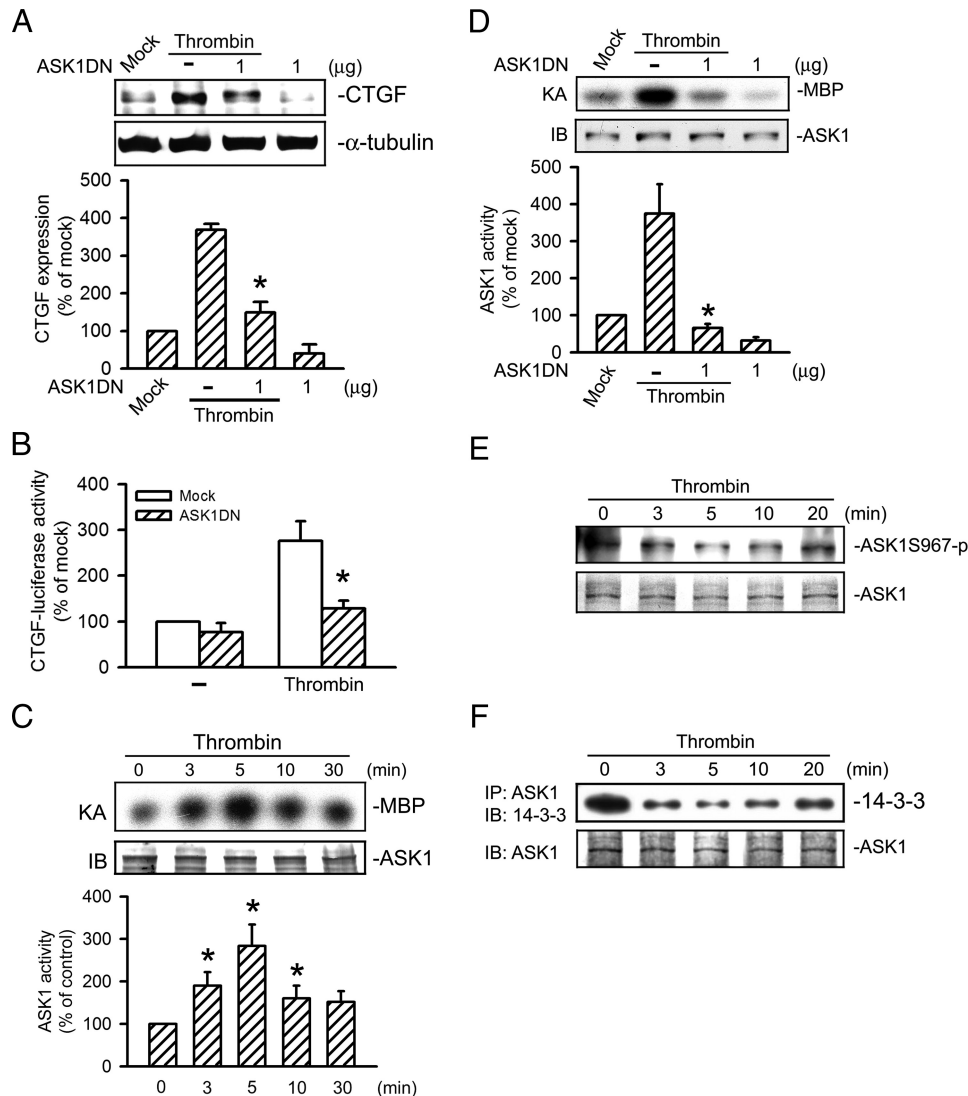 A
Mock
Thrombin
ASK1DN - 1 1 (μg)
-CTGF
-α-tubulin
CTGF expression
(% of mock)
500
400
300
200
100
0
*
ASK1DN Mock - 1 1 (μg)
Thrombin
B
CTGF-luciferase activity
(% of mock)
400
300
200
100
0
Mock
ASK1DN
*
- Thrombin
C
Thrombin
0 3 5 10 30 (min)
KA -MBP
IB -ASK1
ASK1 activity
(% of control)
400
300
200
100
0
* * *
0 3 5 10 30 (min)
D
Mock
Thrombin
ASK1DN - 1 1 (μg)
KA -MBP
IB -ASK1
ASK1 activity
(% of mock)
500
400
300
200
100
0
*
ASK1DN Mock - 1 1 (μg)
Thrombin
E
Thrombin
0 3 5 10 20 (min)
-ASK1S967-p
-ASK1
F
Thrombin
0 3 5 10 20 (min)
IP: ASK1
IB: 14-3-3
-14-3-3
IB: ASK1 -ASK1